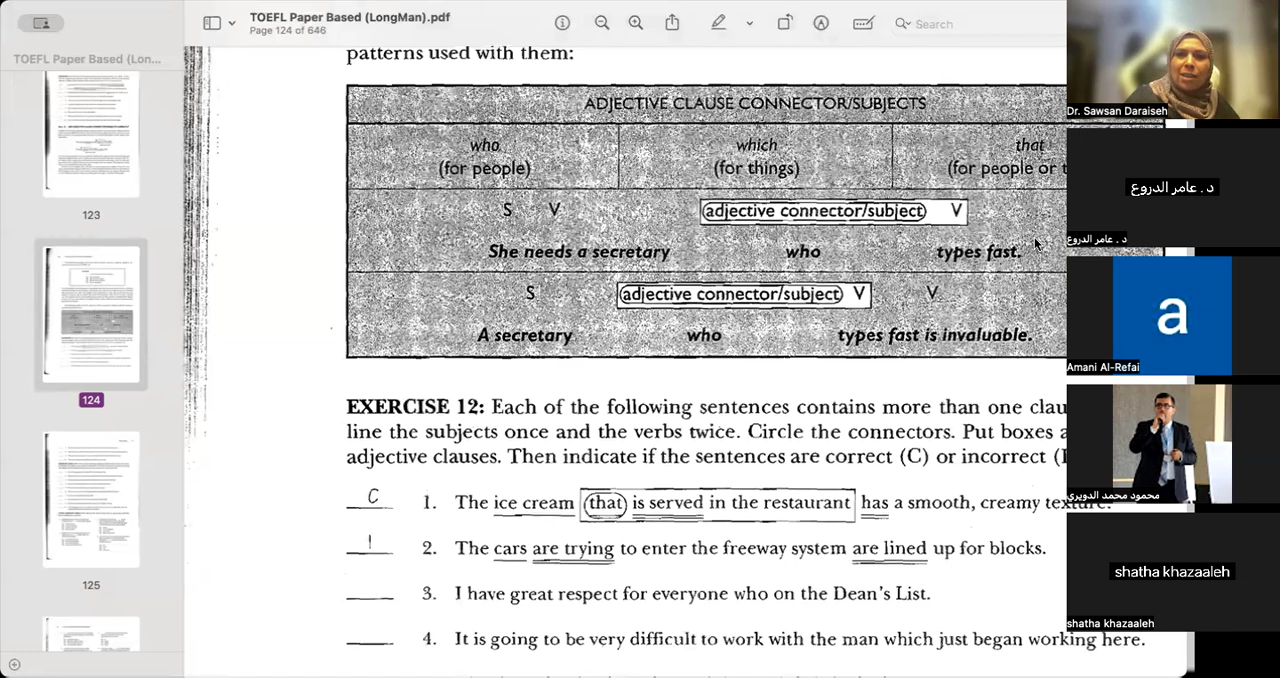 TOEFL Paper Based (LongMan).pdf
Page 124 of 646
Search
TOEFL Paper Based (Lon...
123
124
125
patterns used with them:
ADJECTIVE CLAUSE CONNECTOR/SUBJECTS
who
(for people)
which
(for things)
that
(for people or t
S V adjective connector/subject V
She needs a secretary who types fast.
S adjective connector/subject V V
A secretary who types fast is invaluable.
EXERCISE 12: Each of the following sentences contains more than one clau
line the subjects once and the verbs twice. Circle the connectors. Put boxes a
adjective clauses. Then indicate if the sentences are correct (C) or incorrect (I
C 1. The ice cream that is served in the restaurant has a smooth, creamy texture.
I 2. The cars are trying to enter the freeway system are lined up for blocks.
3. I have great respect for everyone who on the Dean's List.
4. It is going to be very difficult to work with the man which just began working here.
Dr. Sawsan Daraiseh
د . عامر الدروع
د . عامر الدروع
a
Amani Al-Refai
محمود محمد الدويري
shatha khazaaleh
shatha khazaaleh